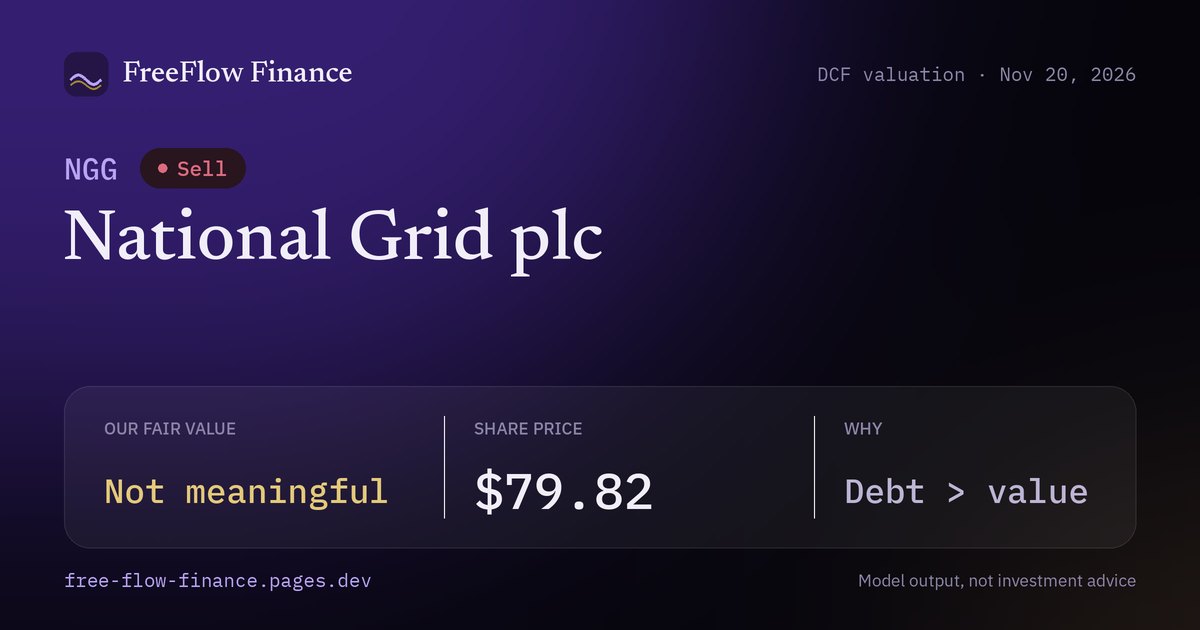 FreeFlow Finance
DCF valuation · Nov 20, 2026
NGG
Sell
National Grid plc
OUR FAIR VALUE
Not meaningful
SHARE PRICE
$79.82
WHY
Debt > value
free-flow-finance.pages.dev
Model output, not investment advice